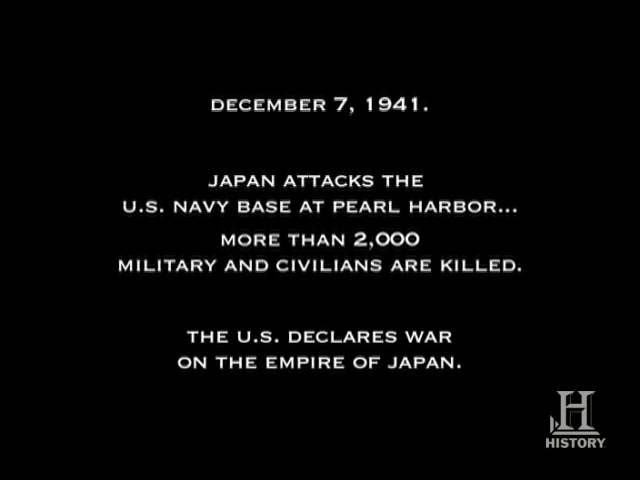 DECEMBER 7, 1941.
JAPAN ATTACKS THE
U.S. NAVY BASE AT PEARL HARBOR...
MORE THAN 2,000
MILITARY AND CIVILIANS ARE KILLED.
THE U.S. DECLARES WAR
ON THE EMPIRE OF JAPAN.
H
HISTORY